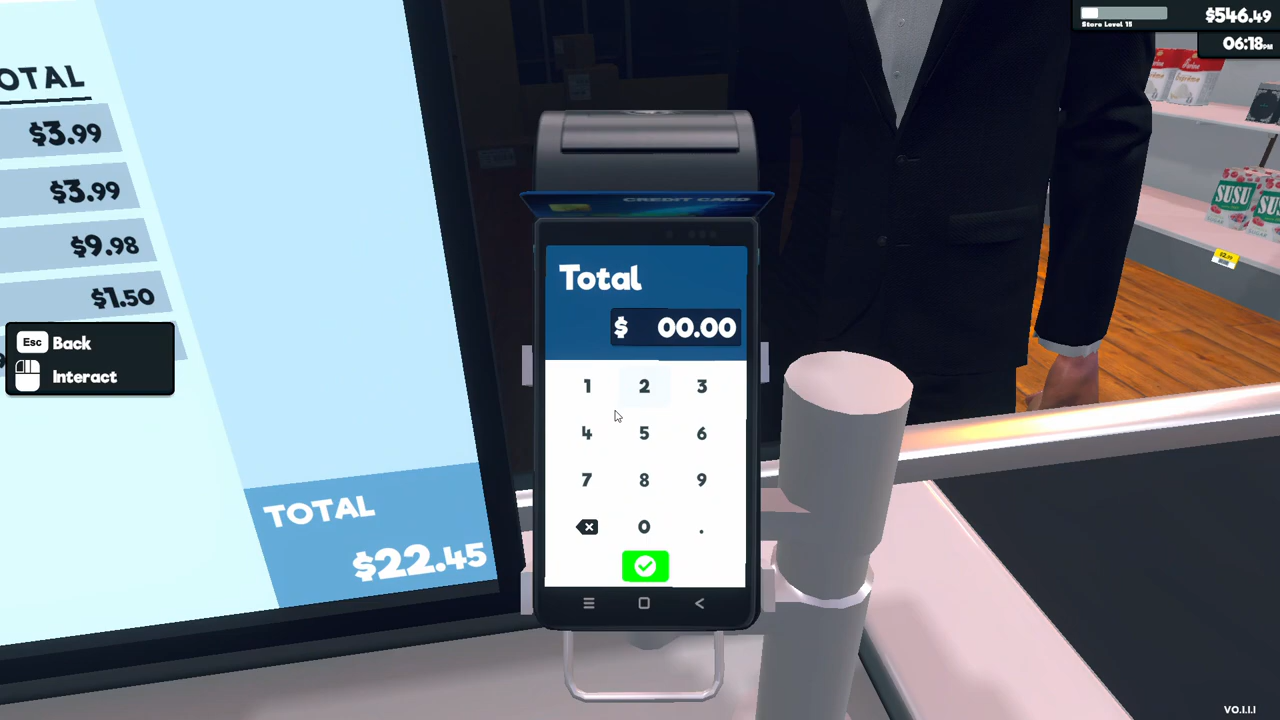 OTAL
$3.99
$3.99
$9.98
$1.50
Esc Back
Interact
TOTAL
$22.45
CREDIT CARD
Total
$ 00.00
1 2 3
4 5 6
7 8 9
0 .
$546.49
Store Level 15
06:18PM
SUSU
SUSU
V0.1.1.1